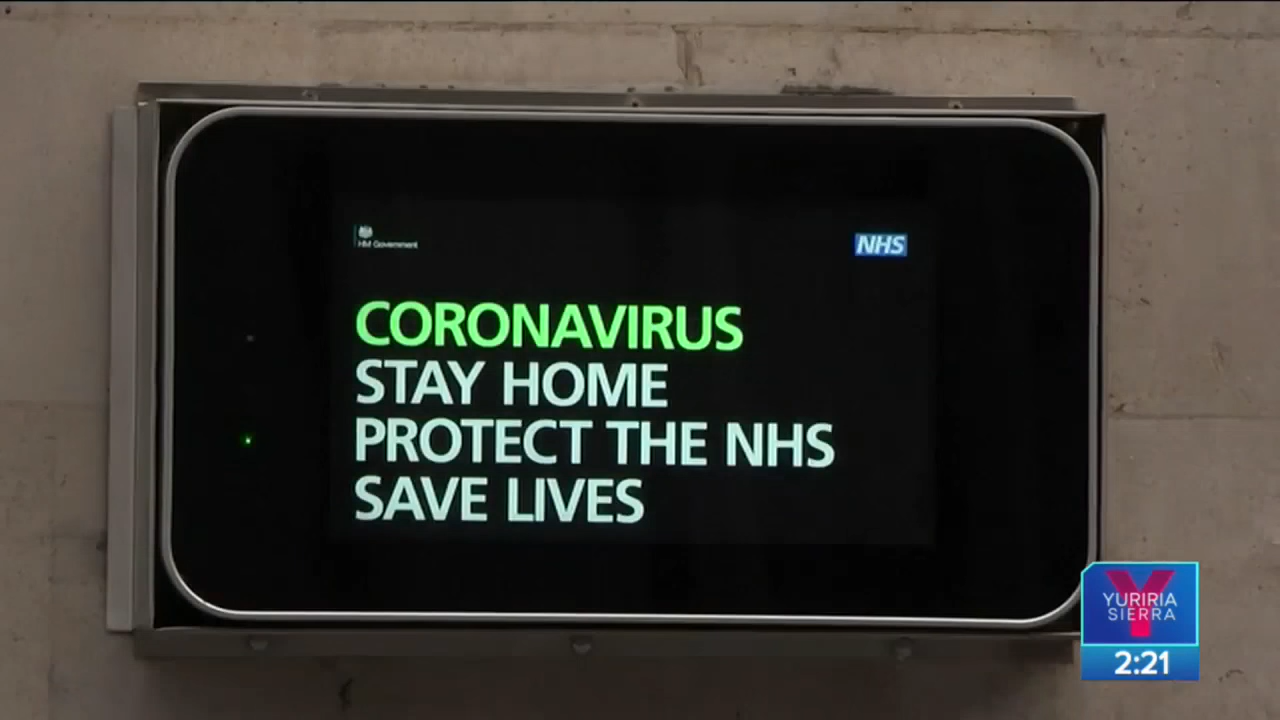 HM Government
NHS
CORONAVIRUS
STAY HOME
PROTECT THE NHS
SAVE LIVES
YURIRIA
SIERRA
2:21